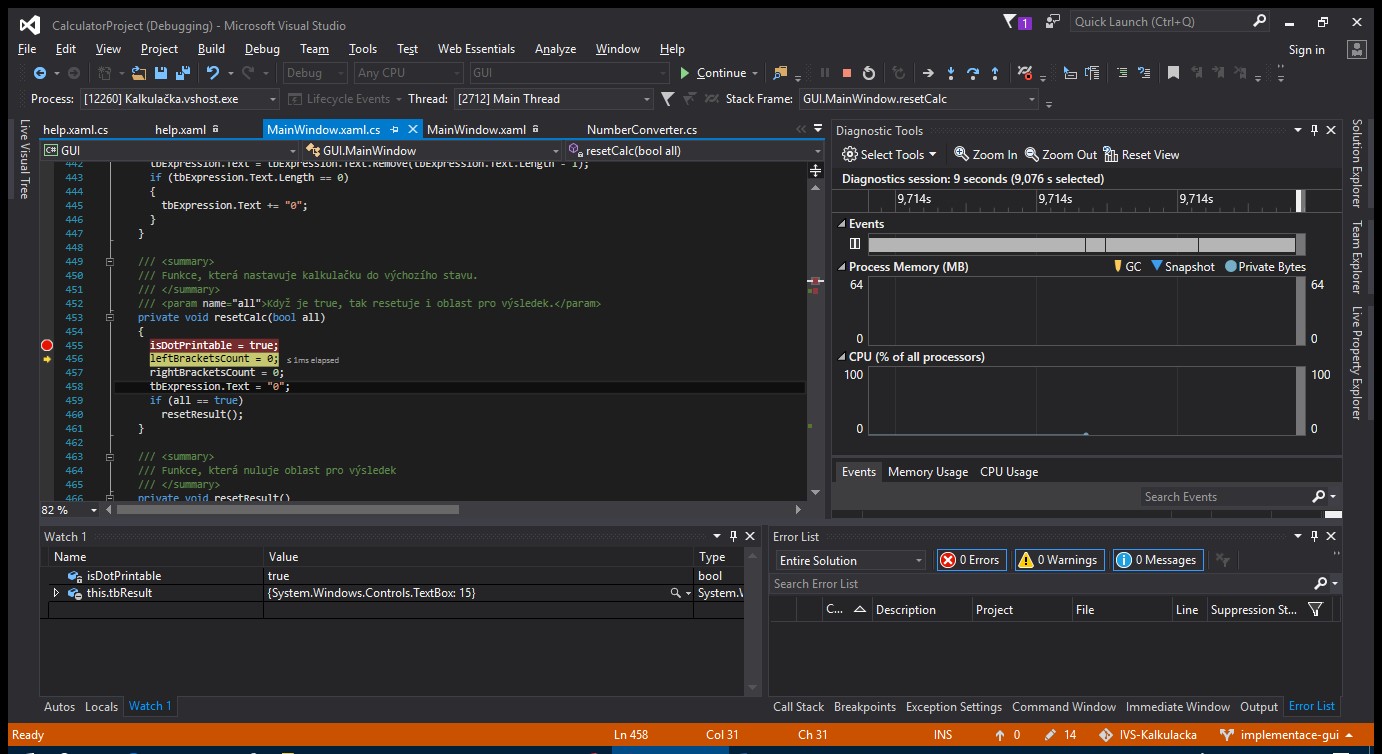 CalculatorProject (Debugging) - Microsoft Visual Studio
1
Quick Launch (Ctrl+Q)
File Edit View Project Build Debug Team Tools Test Web Essentials Analyze Window Help
Sign in
Debug Any CPU GUI Continue
Process: [12260] Kalkulačka.vshost.exe Lifecycle Events Thread: [2712] Main Thread Stack Frame: GUI.MainWindow.resetCalc
Live Visual Tree
help.xaml.cs help.xaml MainWindow.xaml.cs MainWindow.xaml NumberConverter.cs
GUI GUI.MainWindow resetCalc(bool all)
442 tbExpression.Text = tbExpression.Text.Remove(tbExpression.Text.Length - 1);
443 if (tbExpression.Text.Length == 0)
444 {
445 tbExpression.Text += "0";
446 }
447 }
448
449 /// <summary>
450 /// Funkce, která nastavuje kalkulačku do výchozího stavu.
451 /// </summary>
452 /// <param name="all">Když je true, tak resetuje i oblast pro výsledek.</param>
453 private void resetCalc(bool all)
454 {
455 isDotPrintable = true;
456 leftBracketsCount = 0; ≤ 1ms elapsed
457 rightBracketsCount = 0;
458 tbExpression.Text = "0";
459 if (all == true)
460 resetResult();
461 }
462
463 /// <summary>
464 /// Funkce, která nuluje oblast pro výsledek
465 /// </summary>
466 private void resetResult()
82 %
Diagnostic Tools
Select Tools Zoom In Zoom Out Reset View
Diagnostics session: 9 seconds (9,076 s selected)
9,714s 9,714s 9,714s
Events
Process Memory (MB) GC Snapshot Private Bytes
64 64
0 0
CPU (% of all processors)
100 100
0 0
Events Memory Usage CPU Usage
Search Events
Solution Explorer
Team Explorer
Live Property Explorer
Watch 1
Name Value Type
isDotPrintable true bool
this.tbResult {System.Windows.Controls.TextBox: 15}
Autos Locals Watch 1
Error List
Entire Solution 0 Errors 0 Warnings 0 Messages
Search Error List
C... Description Project File Line Suppression St...
Call Stack Breakpoints Exception Settings Command Window Immediate Window Output Error List
Ready Ln 458 Col 31 Ch 31 INS 0 14 IVS-Kalkulacka implementace-gui